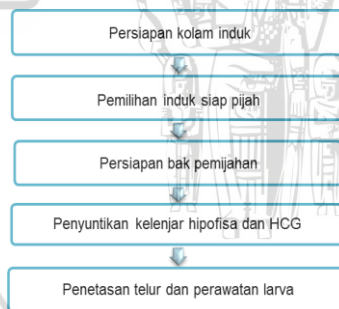 Persiapan kolam induk
Pemilihan induk siap pijah
Persiapan bak pemijahan
Penyuntikan kelenjar hipofisa dan HCG
Penetasan telur dan perawatan larva